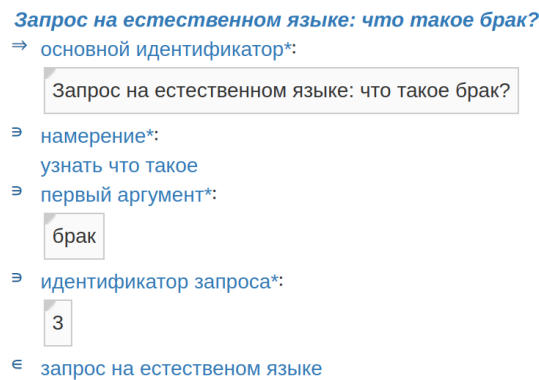 Запрос на естественном языке: что такое брак?
⇒ основной идентификатор*:
Запрос на естественном языке: что такое брак?
∍ намерение*:
узнать что такое
∍ первый аргумент*:
брак
∍ идентификатор запроса*:
3
∊ запрос на естественом языке